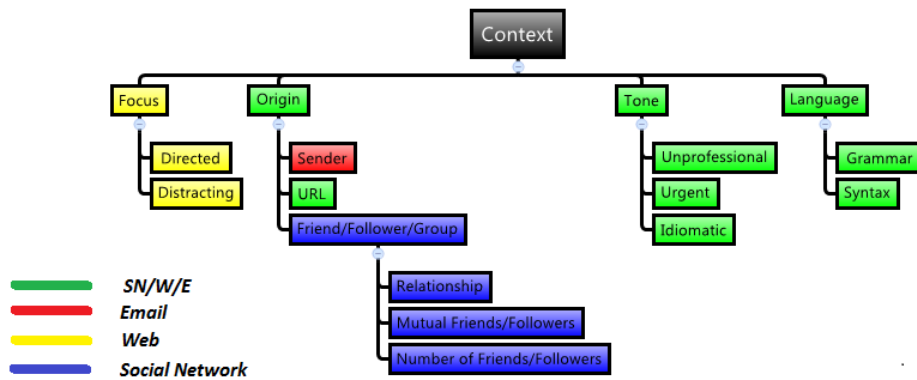 Context
Focus
Origin
Tone
Language
Directed
Distracting
Sender
URL
Friend/Follower/Group
Relationship
Mutual Friends/Followers
Number of Friends/Followers
Unprofessional
Urgent
Idiomatic
Grammar
Syntax
SN/W/E
Email
Web
Social Network